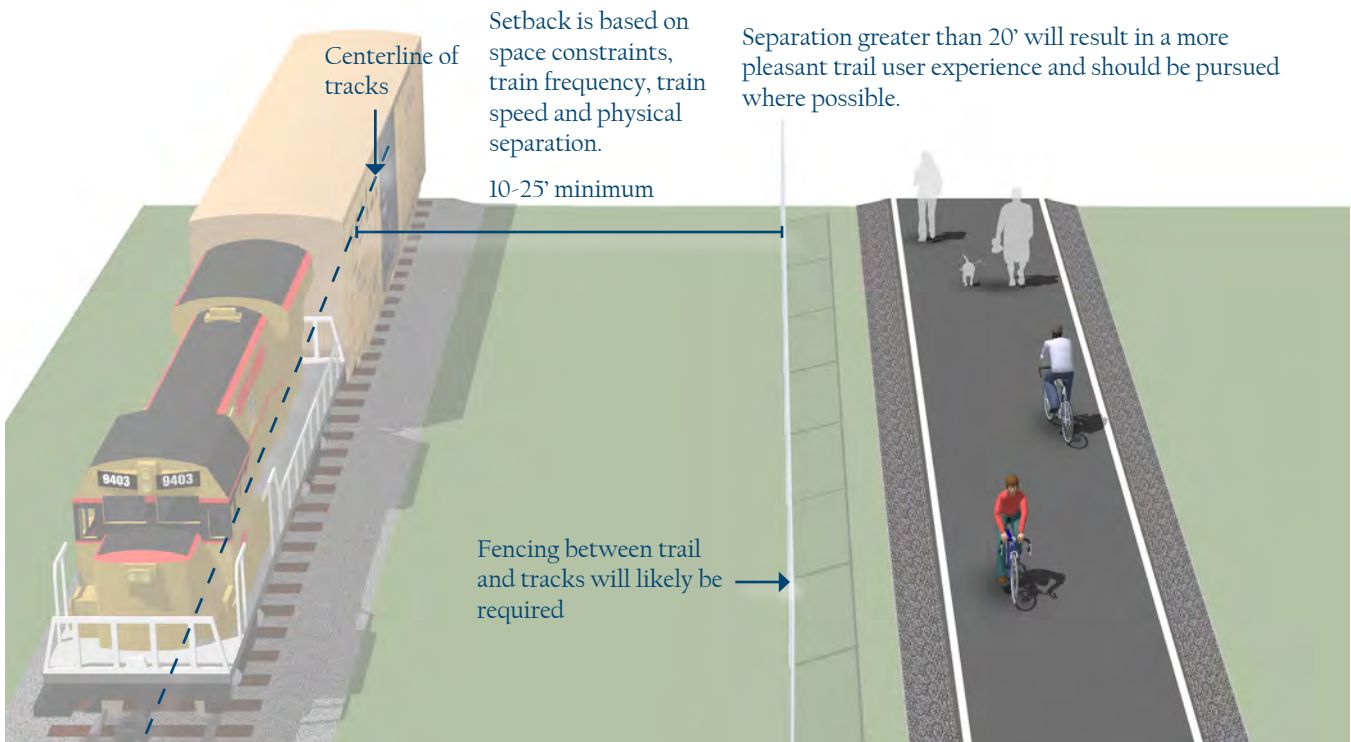 Centerline of
tracks
Setback is based on
space constraints,
train frequency, train
speed and physical
separation.
10-25' minimum
Separation greater than 20' will result in a more
pleasant trail user experience and should be pursued
where possible.
9403 9403
Fencing between trail
and tracks will likely be
required